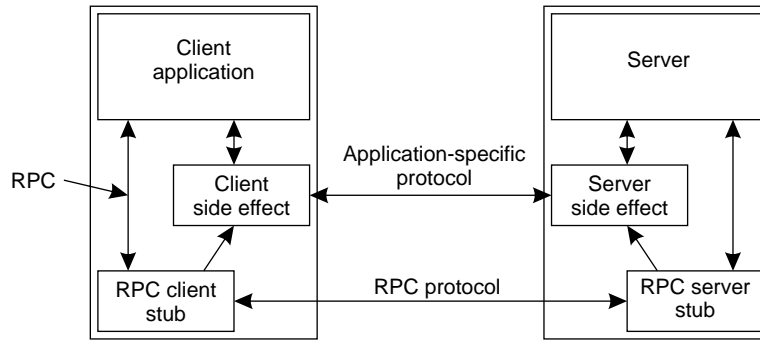 Client
application
Server
Application-specific
protocol
RPC
Client
side effect
Server
side effect
RPC client
stub
RPC protocol
RPC server
stub